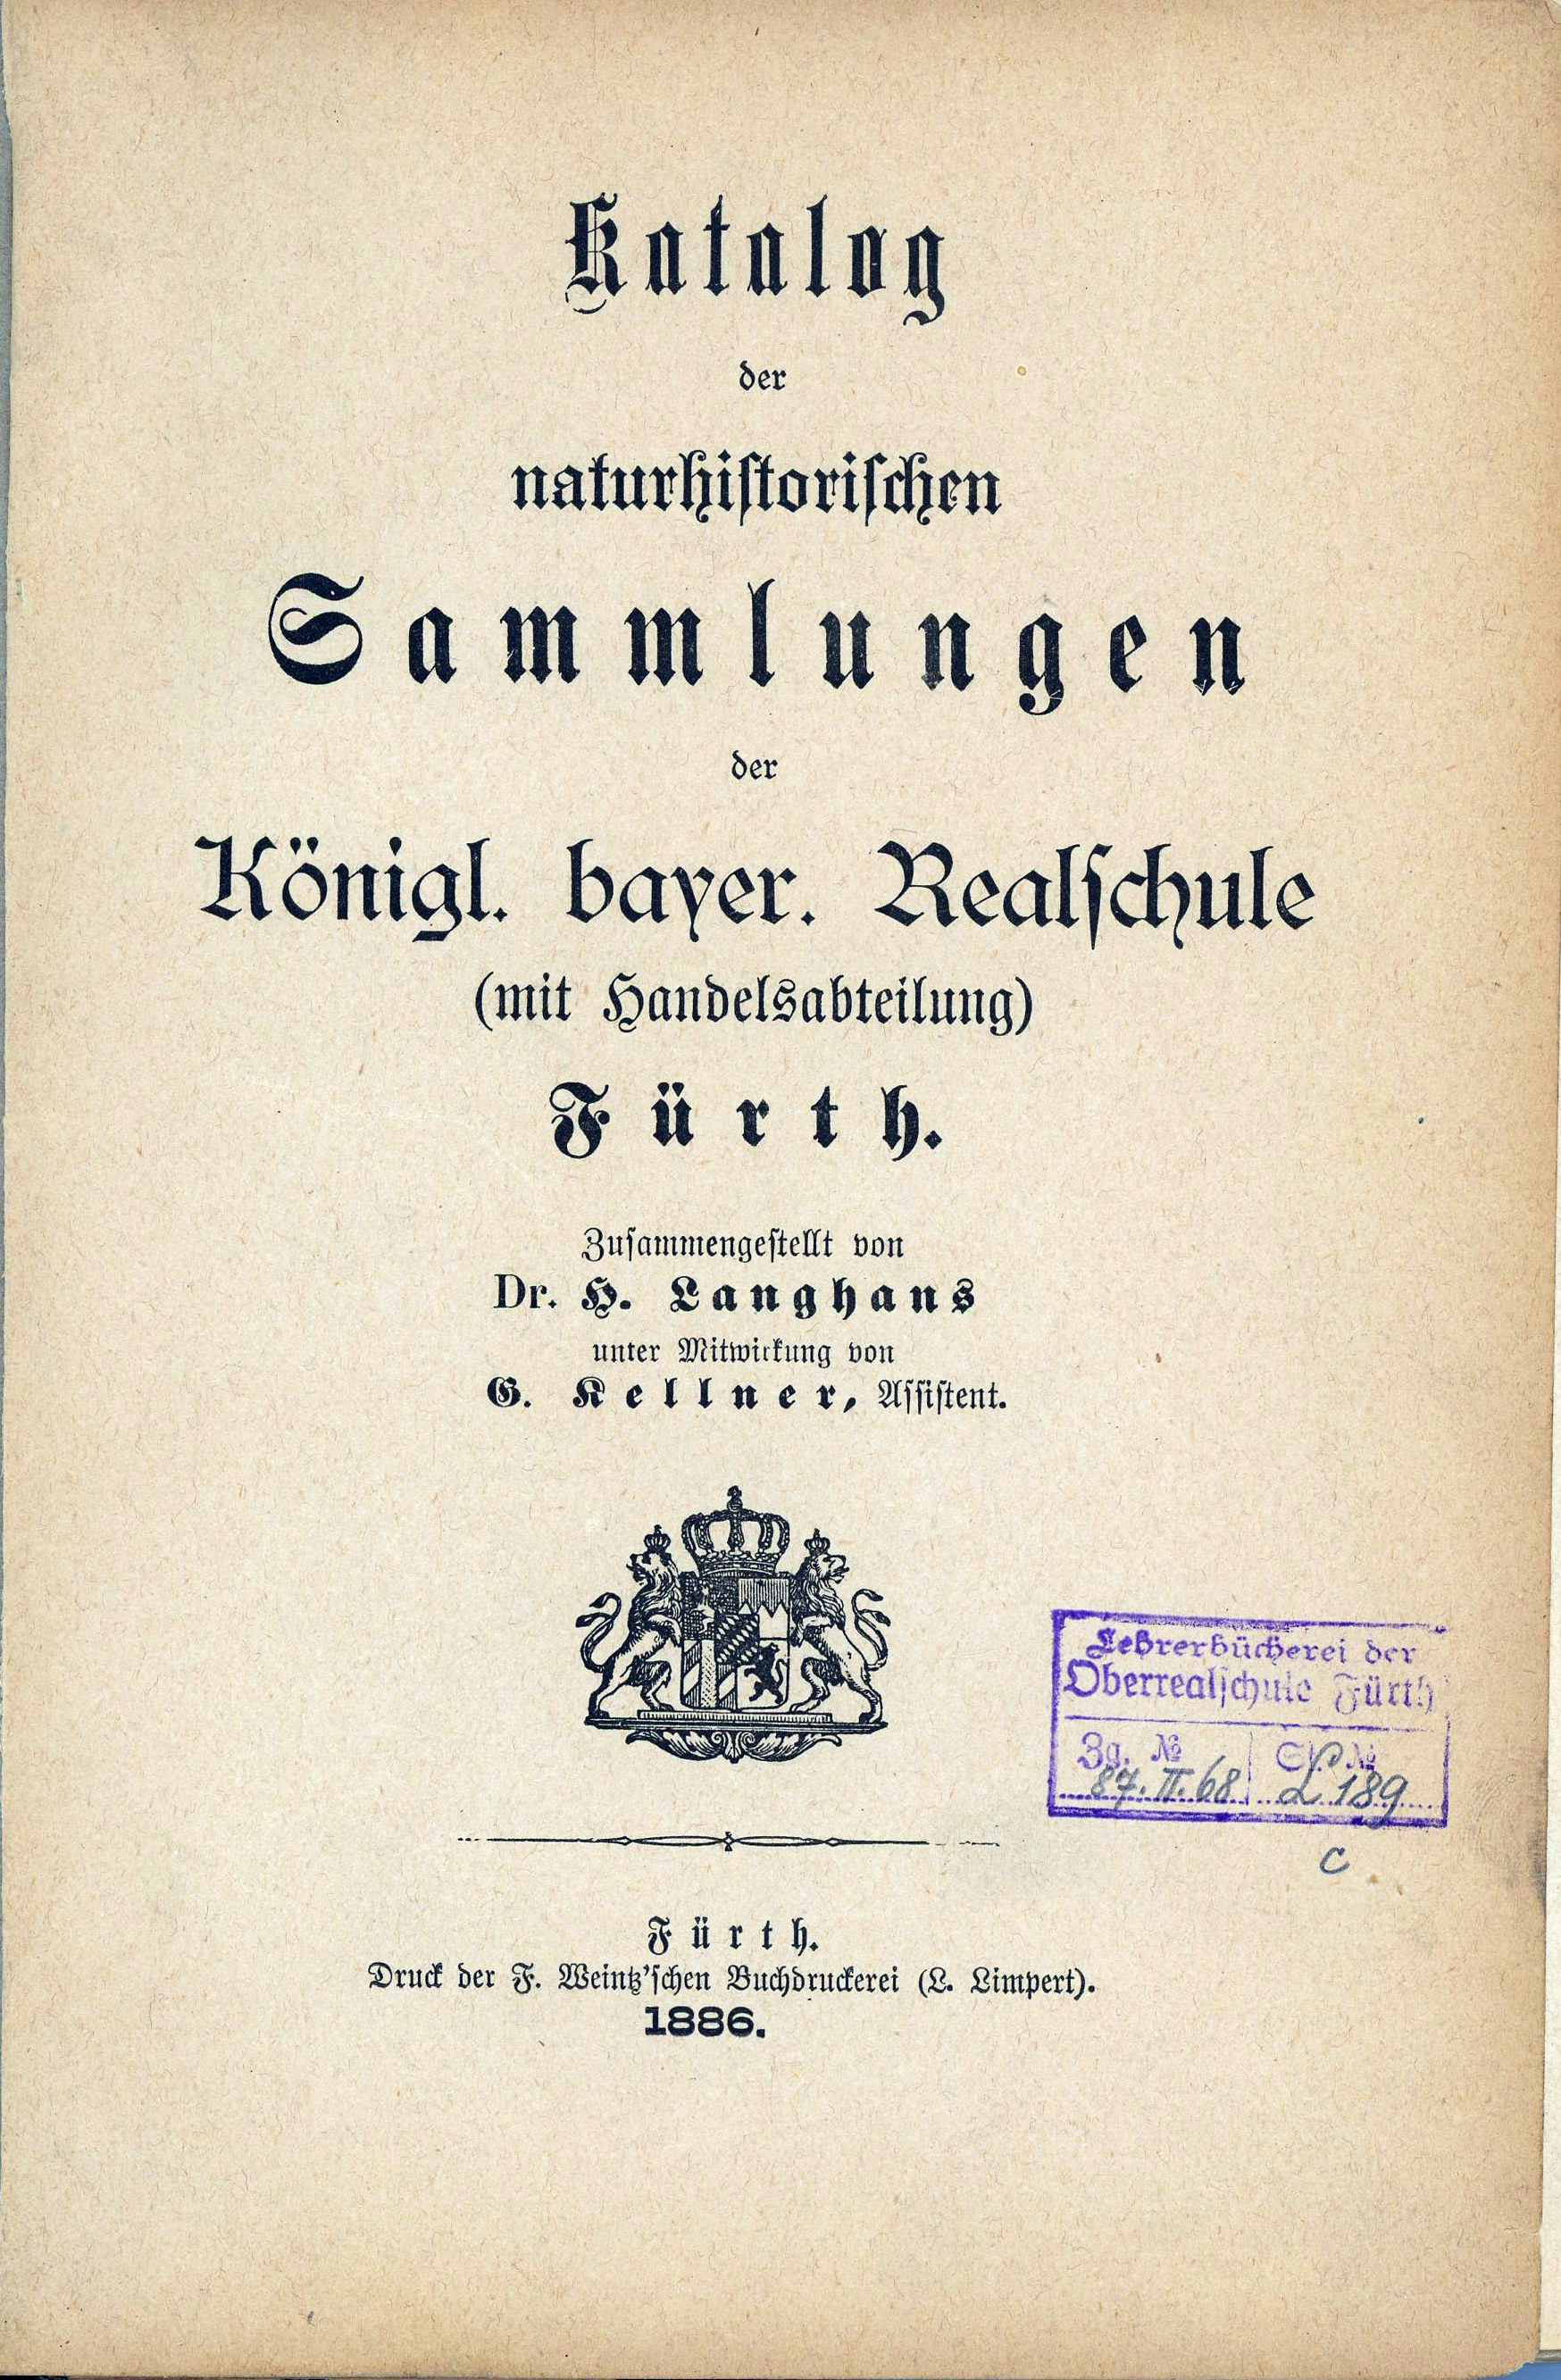 Katalog
der
naturhiſtoriſchen
Sammlungen
der
Königl. bayer. Realſchule
(mit Handelsabteilung)
Fürth.
Zuſammengeſtellt von
Dr. H. Langhans
unter Mitwirkung von
G. Kellner, Aſſiſtent.
Lehrerbücherei der
Oberrealſchule Fürth
Zg. № № 
87. II. 68 L 189
c
Fürth.
Druck der F. Weintz'ſchen Buchdruckerei (L. Limpert).
1886.